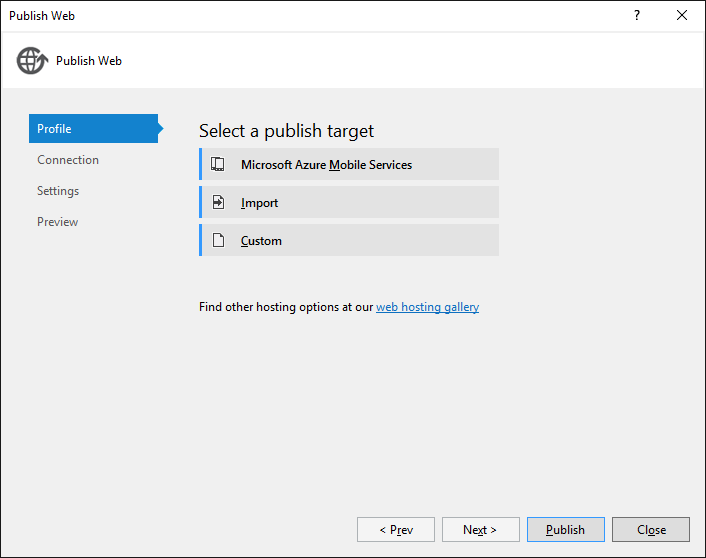 Publish Web
?
Publish Web
Profile
Connection
Settings
Preview
Select a publish target
Microsoft Azure Mobile Services
Import
Custom
Find other hosting options at our web hosting gallery
< Prev
Next >
Publish
Close